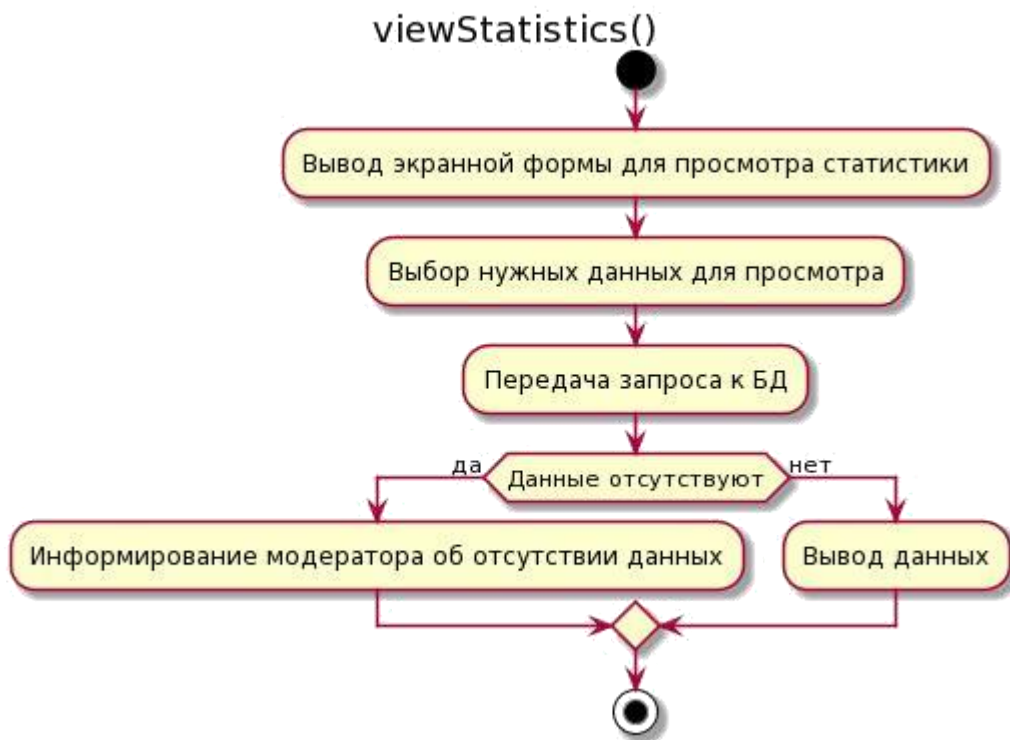 viewStatistics()
Вывод экранной формы для просмотра статистики
Выбор нужных данных для просмотра
Передача запроса к БД
да
Данные отсутствуют
нет
Информирование модератора об отсутствии данных
Вывод данных